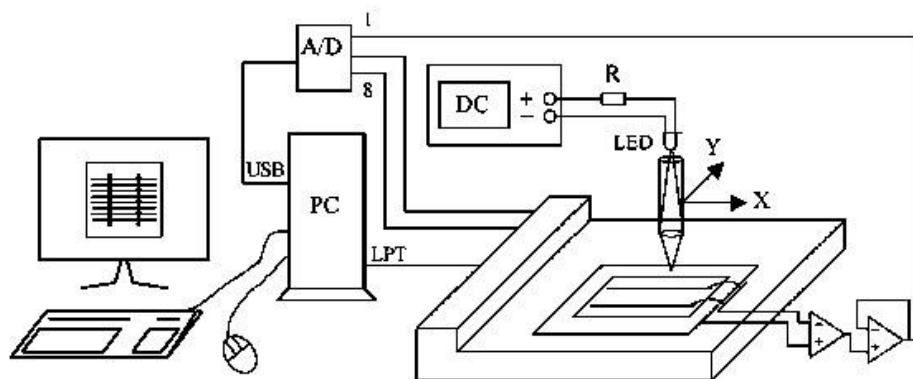 1
A/D
8
R
DC
+
−
LED
Y
X
USB
PC
LPT
−
+
−
+